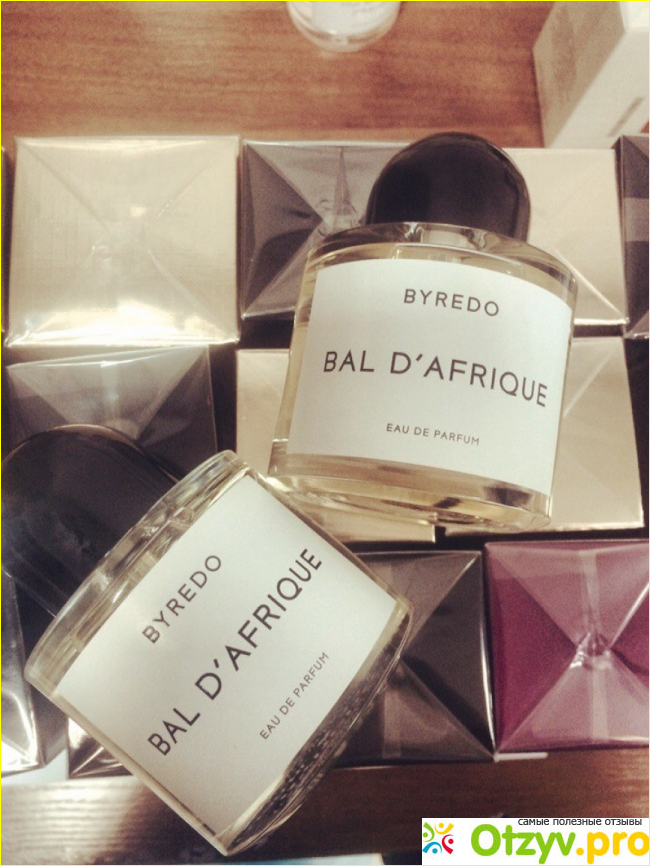 BYREDO
BAL D'AFRIQUE
EAU DE PARFUM
BYREDO
BAL D'AFRIQUE
EAU DE PARFUM
самые полезные отзывы
Otzyv.pro